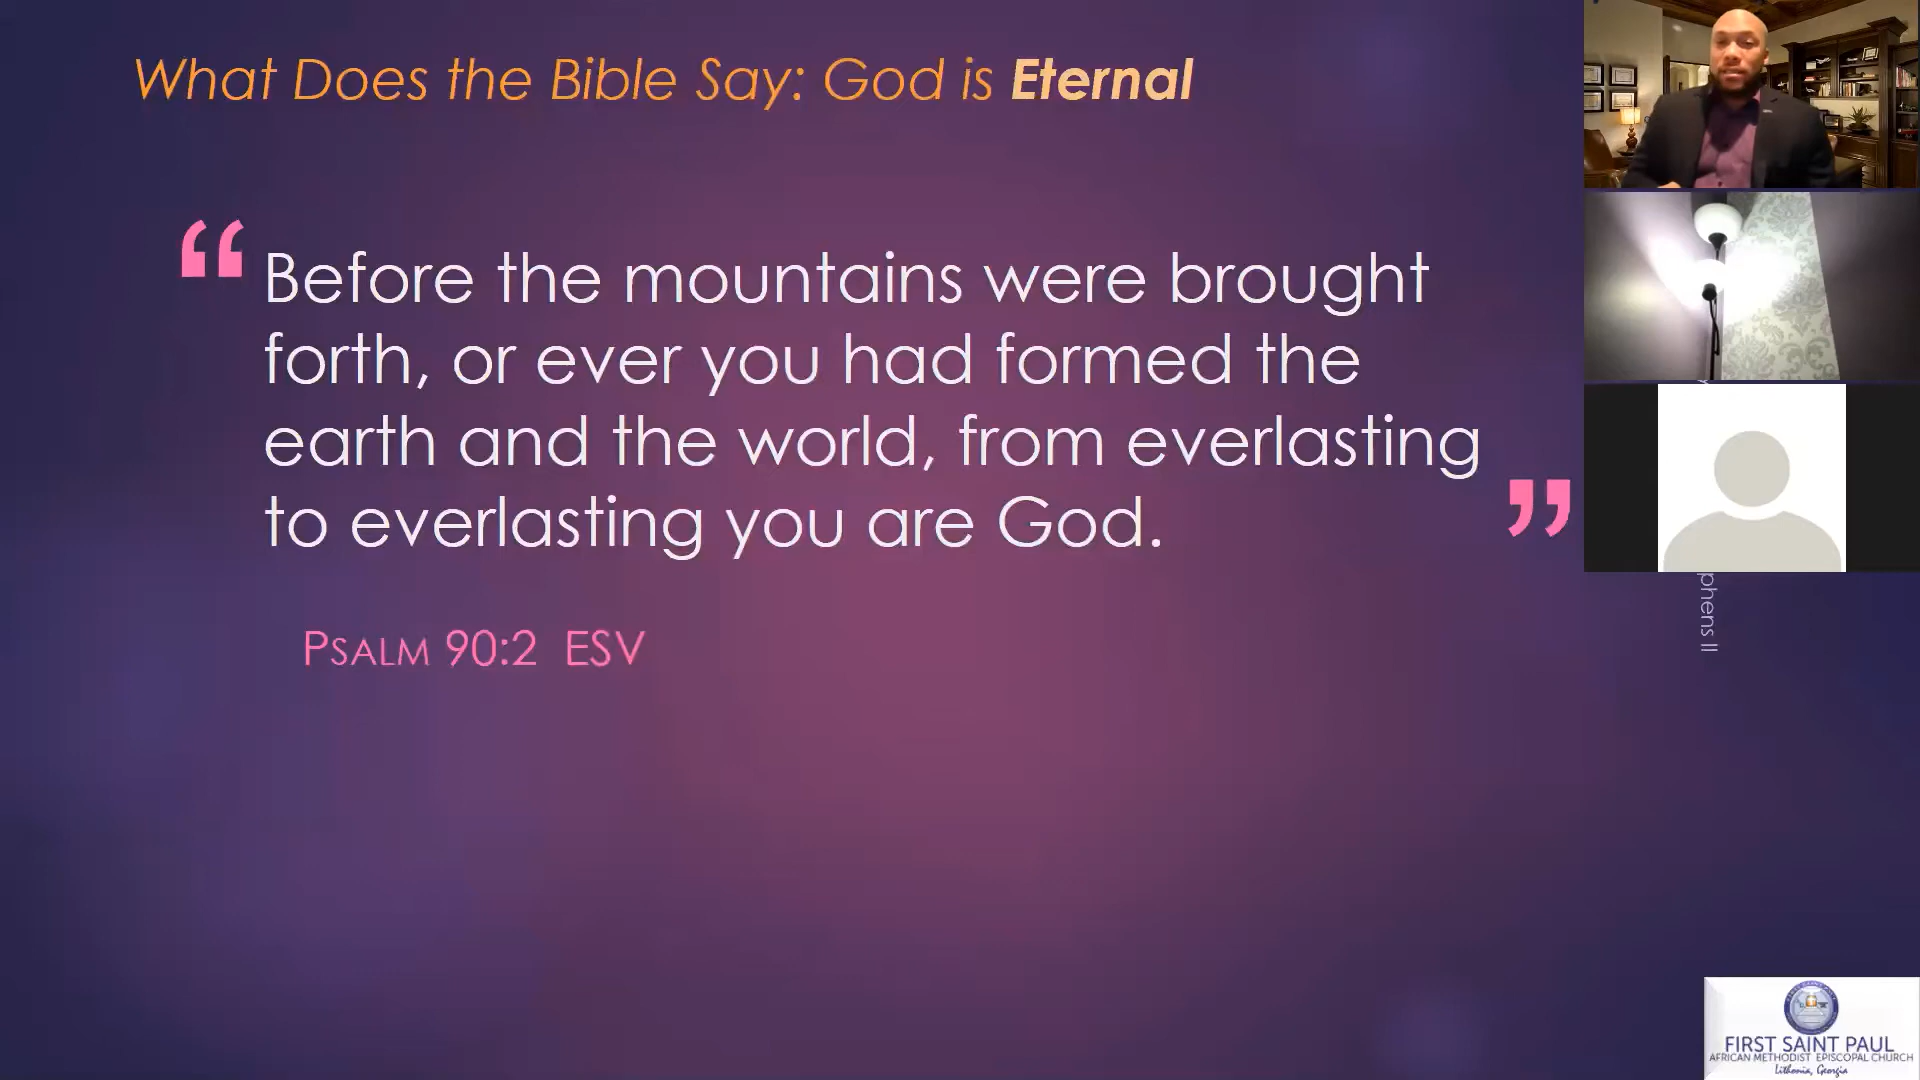 What Does the Bible Say: God is Eternal
“ Before the mountains were brought
forth, or ever you had formed the
earth and the world, from everlasting
to everlasting you are God. ”
PSALM 90:2 ESV
phens II
FIRST SAINT PAUL
AFRICAN METHODIST EPISCOPAL CHURCH
Lithonia, Georgia